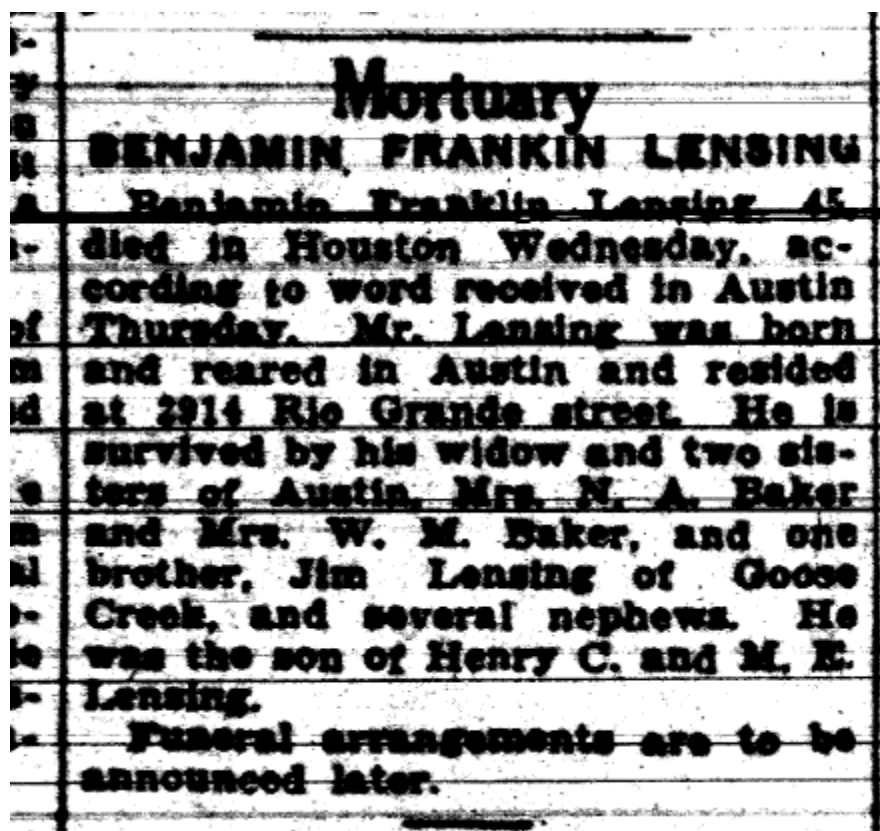 Mortuary
BENJAMIN FRANKIN LENSING
Benjamin Franklin Lensing 45,
died in Houston Wednesday, ac-
cording to word received in Austin
Thursday. Mr. Lensing was born
and reared in Austin and resided
at 2914 Rio Grande street. He is
survived by his widow and two sis-
ters of Austin, Mrs. N. A. Baker
and Mrs. W. M. Baker, and one
brother, Jim Lensing of Goose
Creek, and several nephews. He
was the son of Henry C. and M. E.
Lensing.
Funeral arrangements are to be
announced later.